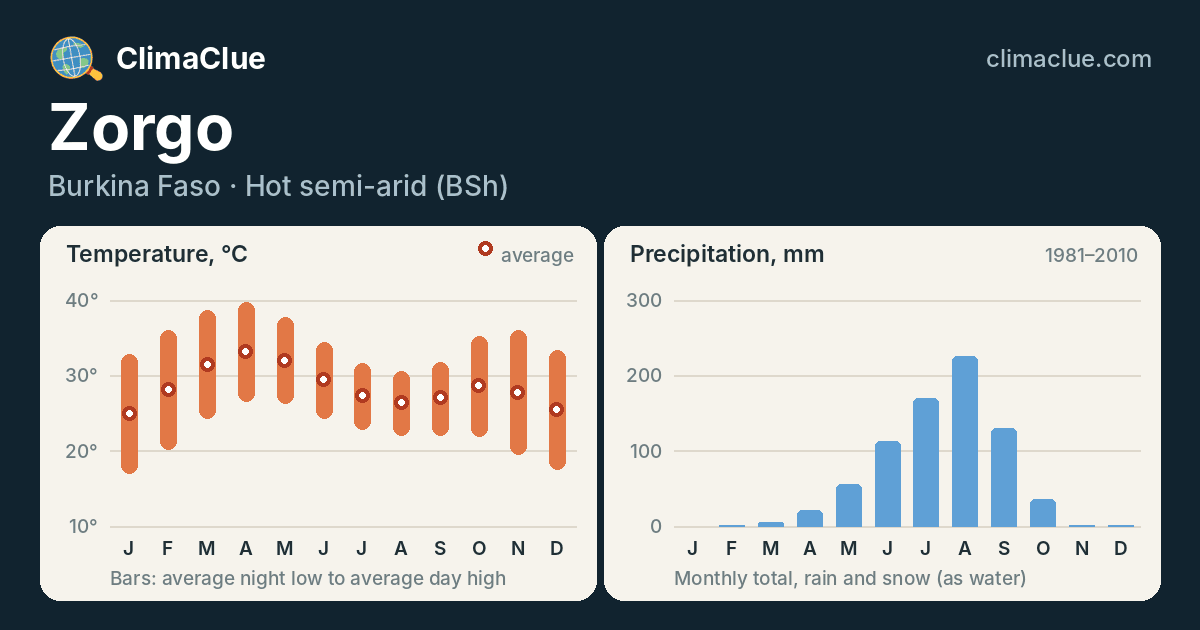 ClimaClue
climaclue.com
Zorgo
Burkina Faso · Hot semi-arid (BSh)
Temperature, °C
average
40°
30°
20°
10°
J F M A M J J A S O N D
Bars: average night low to average day high
Precipitation, mm
1981–2010
300
200
100
0
J F M A M J J A S O N D
Monthly total, rain and snow (as water)